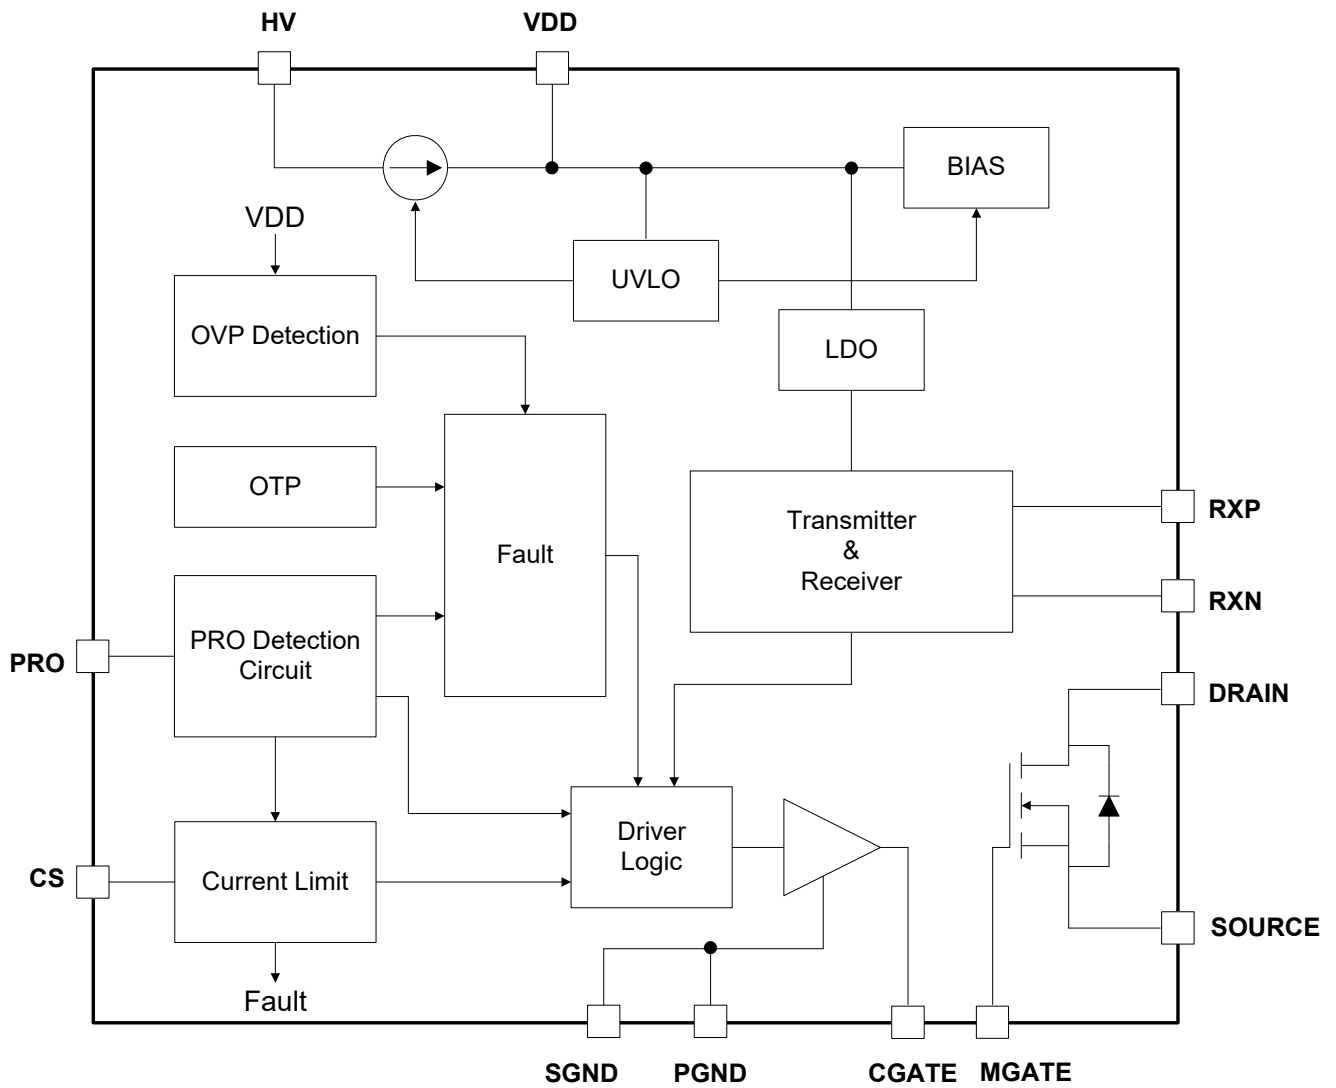 HV
VDD
BIAS
VDD
UVLO
OVP Detection
LDO
OTP
Transmitter
&
Receiver
RXP
Fault
RXN
PRO
PRO Detection
Circuit
DRAIN
Driver
Logic
CS
Current Limit
SOURCE
Fault
SGND
PGND
CGATE
MGATE